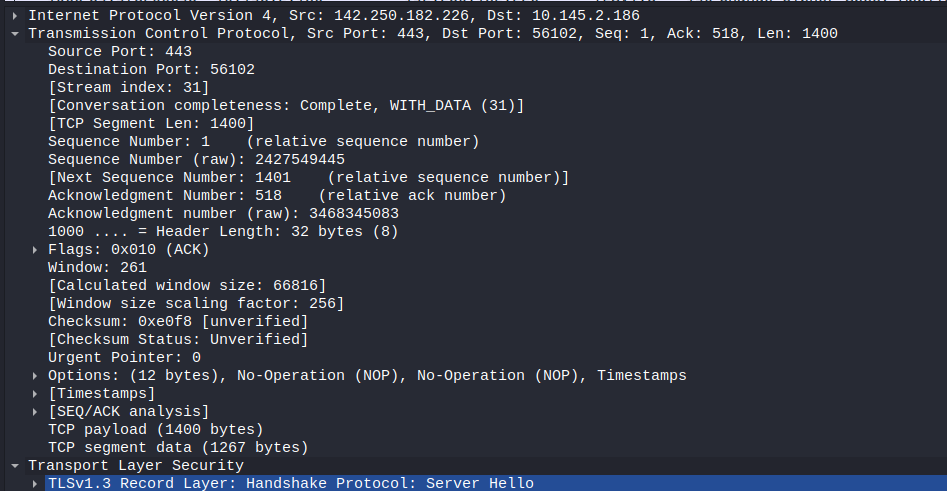 Internet Protocol Version 4, Src: 142.250.182.226, Dst: 10.145.2.186
Transmission Control Protocol, Src Port: 443, Dst Port: 56102, Seq: 1, Ack: 518, Len: 1400
Source Port: 443
Destination Port: 56102
[Stream index: 31]
[Conversation completeness: Complete, WITH_DATA (31)]
[TCP Segment Len: 1400]
Sequence Number: 1    (relative sequence number)
Sequence Number (raw): 2427549445
[Next Sequence Number: 1401    (relative sequence number)]
Acknowledgment Number: 518    (relative ack number)
Acknowledgment number (raw): 3468345083
1000 .... = Header Length: 32 bytes (8)
Flags: 0x010 (ACK)
Window: 261
[Calculated window size: 66816]
[Window size scaling factor: 256]
Checksum: 0xe0f8 [unverified]
[Checksum Status: Unverified]
Urgent Pointer: 0
Options: (12 bytes), No-Operation (NOP), No-Operation (NOP), Timestamps
[Timestamps]
[SEQ/ACK analysis]
TCP payload (1400 bytes)
TCP segment data (1267 bytes)
Transport Layer Security
TLSv1.3 Record Layer: Handshake Protocol: Server Hello